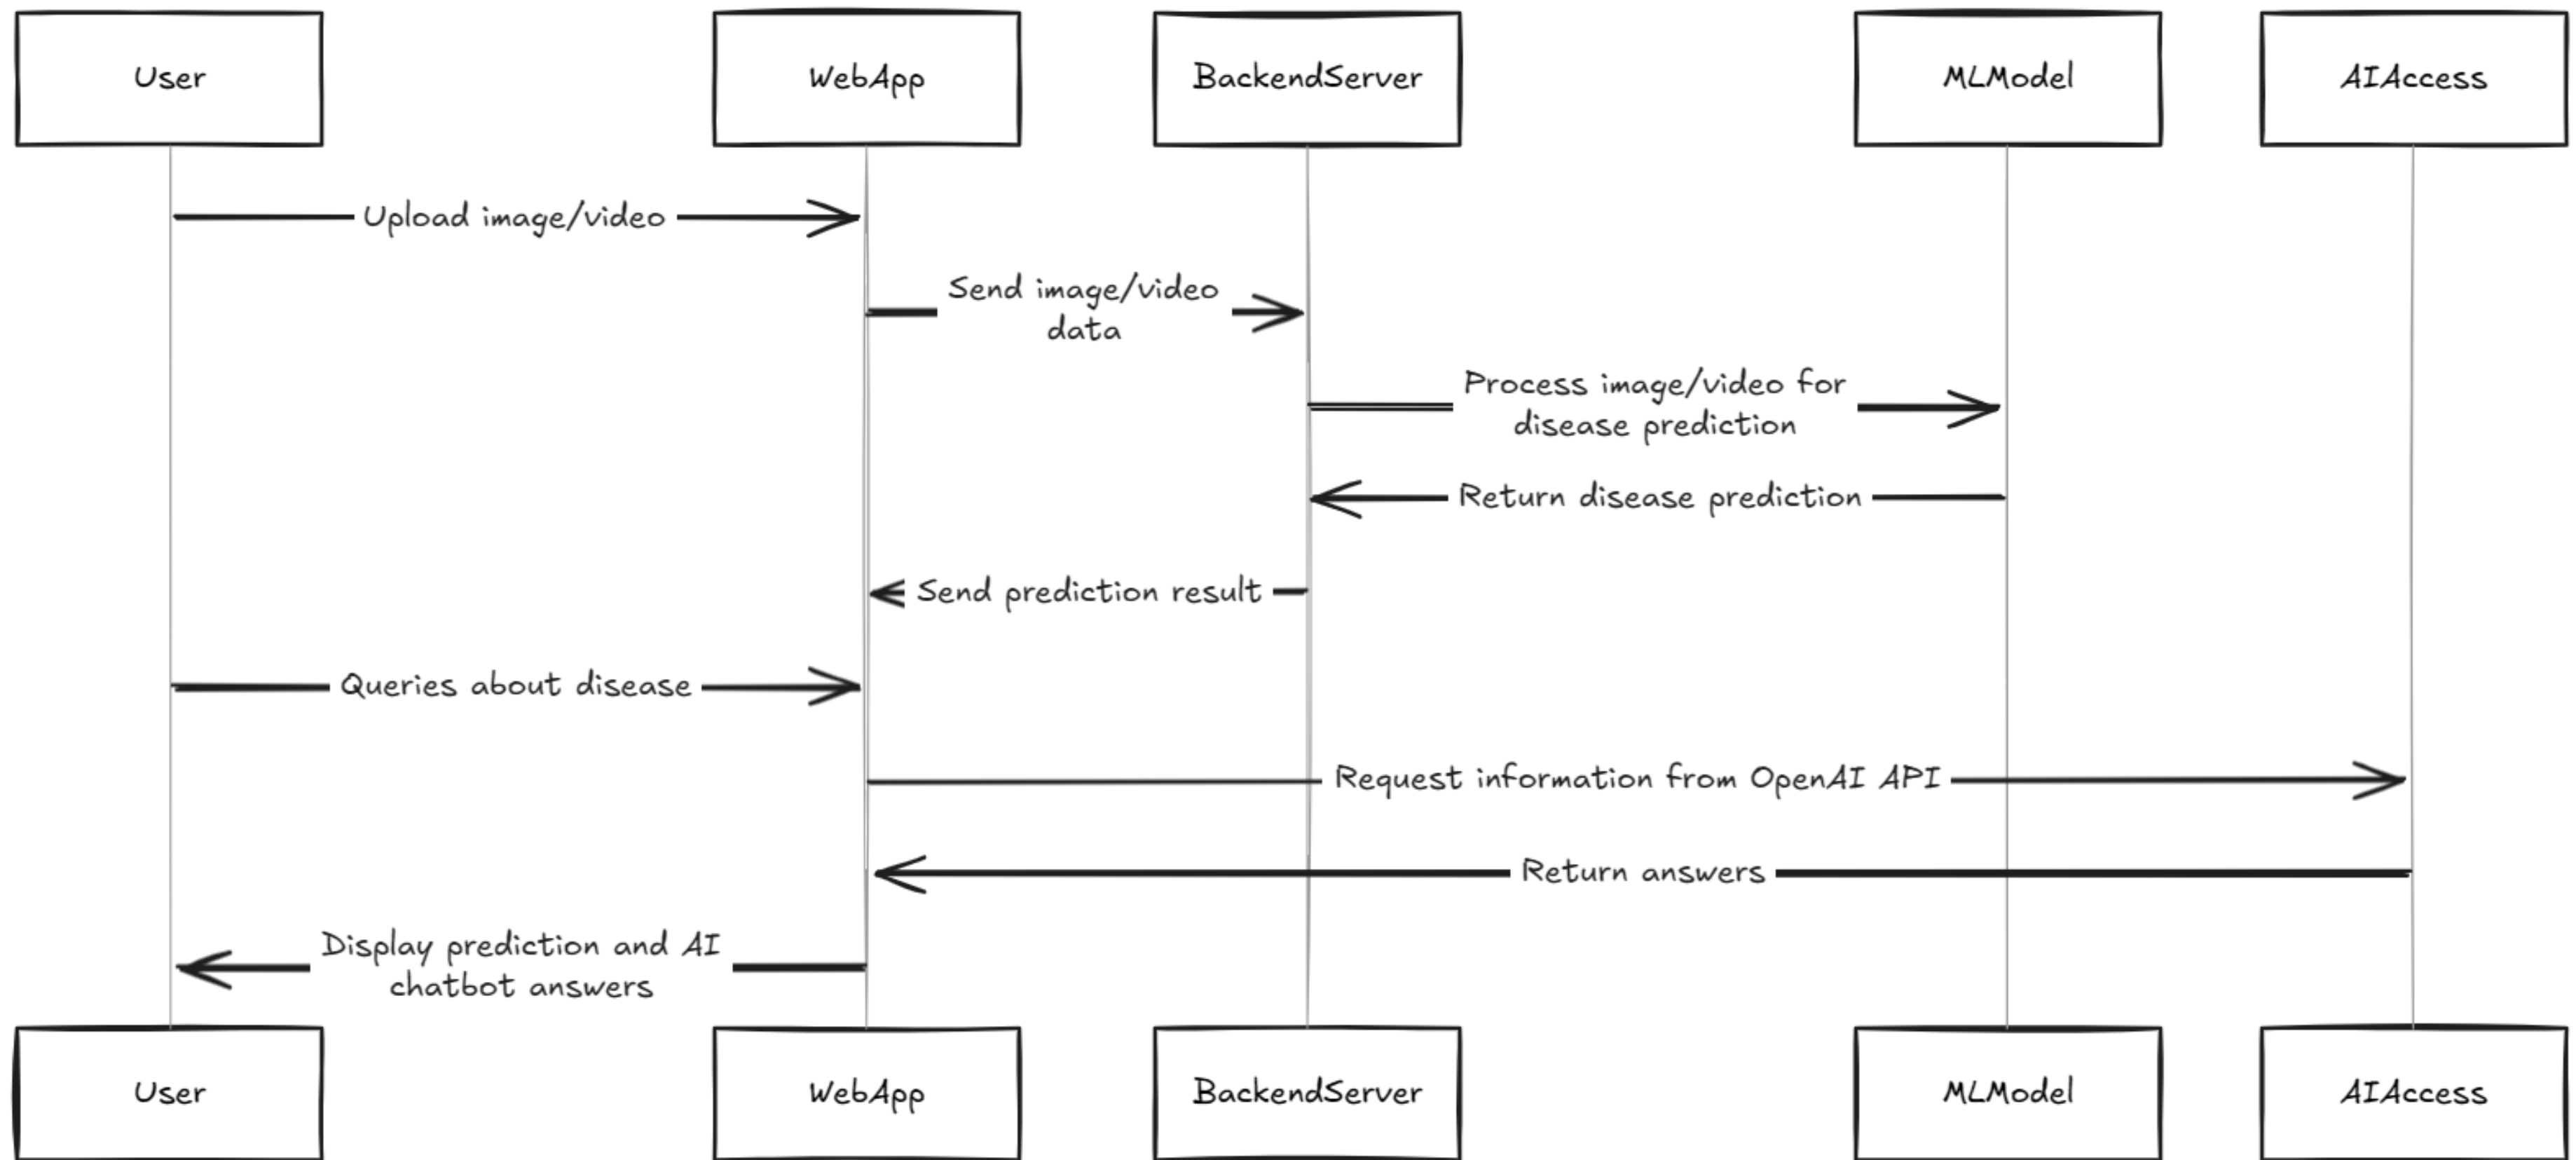 User
WebApp
BackendServer
MLModel
AIAccess
Upload image/video
Send image/video
data
Process image/video for
disease prediction
Return disease prediction
Send prediction result
Queries about disease
Request information from OpenAI API
Return answers
Display prediction and AI
chatbot answers
User
WebApp
BackendServer
MLModel
AIAccess